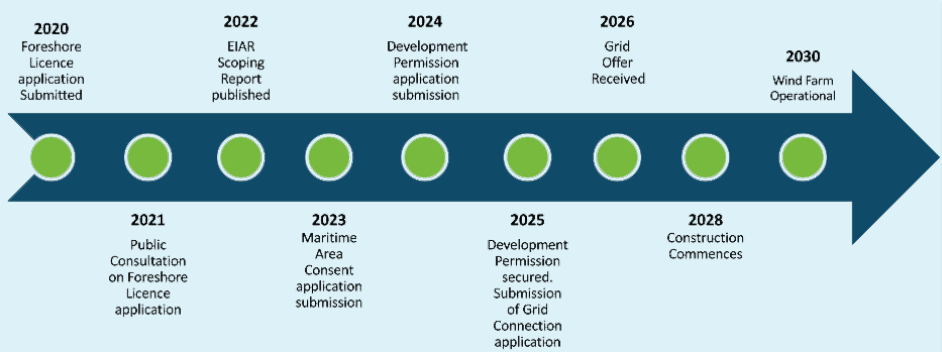 2020
Foreshore
Licence
application
Submitted
2022
EIAR
Scoping
Report
published
2024
Development
Permission
application
submission
2026
Grid
Offer
Received
2030
Wind Farm
Operational
2021
Public
Consultation
on Foreshore
Licence
application
2023
Maritime
Area
Consent
application
submission
2025
Development
Permission
secured.
Submission
of Grid
Connection
application
2028
Construction
Commences